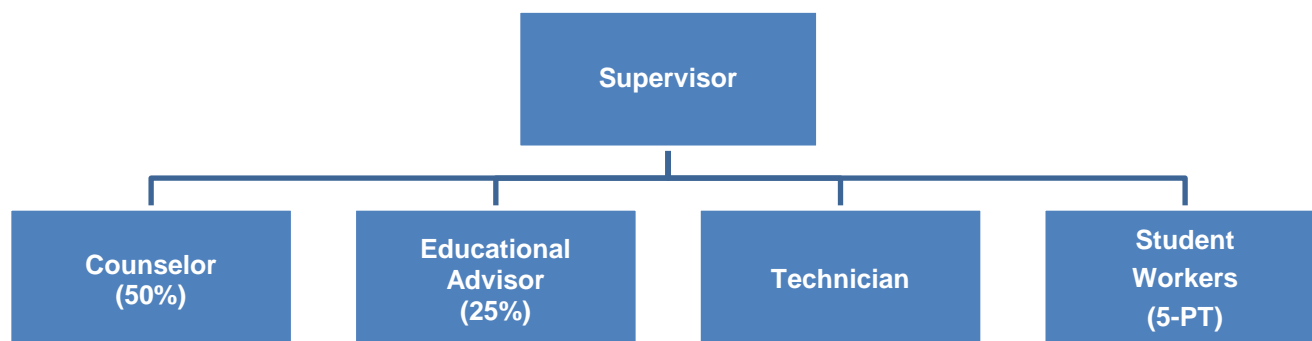 Supervisor
Counselor
(50%)
Educational
Advisor
(25%)
Technician
Student
Workers
(5-PT)